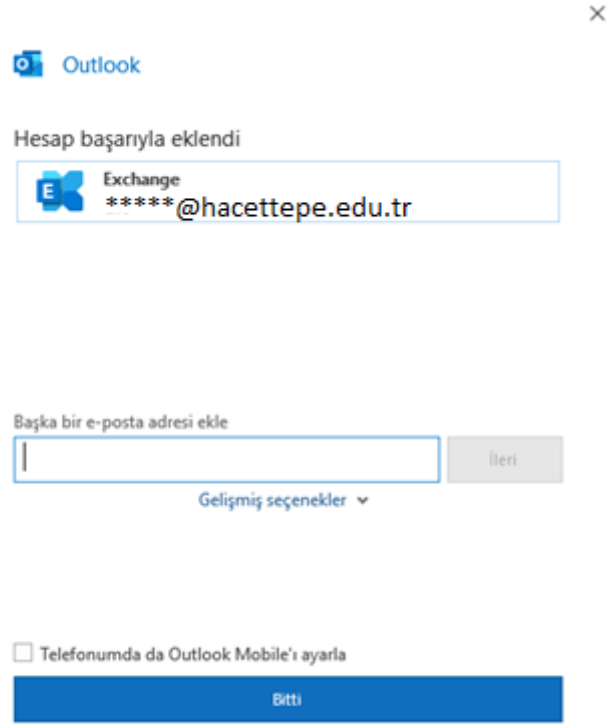 Outlook
Hesap başarıyla eklendi
Exchange
*****@hacettepe.edu.tr
Başka bir e-posta adresi ekle
İleri
Gelişmiş seçenekler
Telefonumda da Outlook Mobile'ı ayarla
Bitti